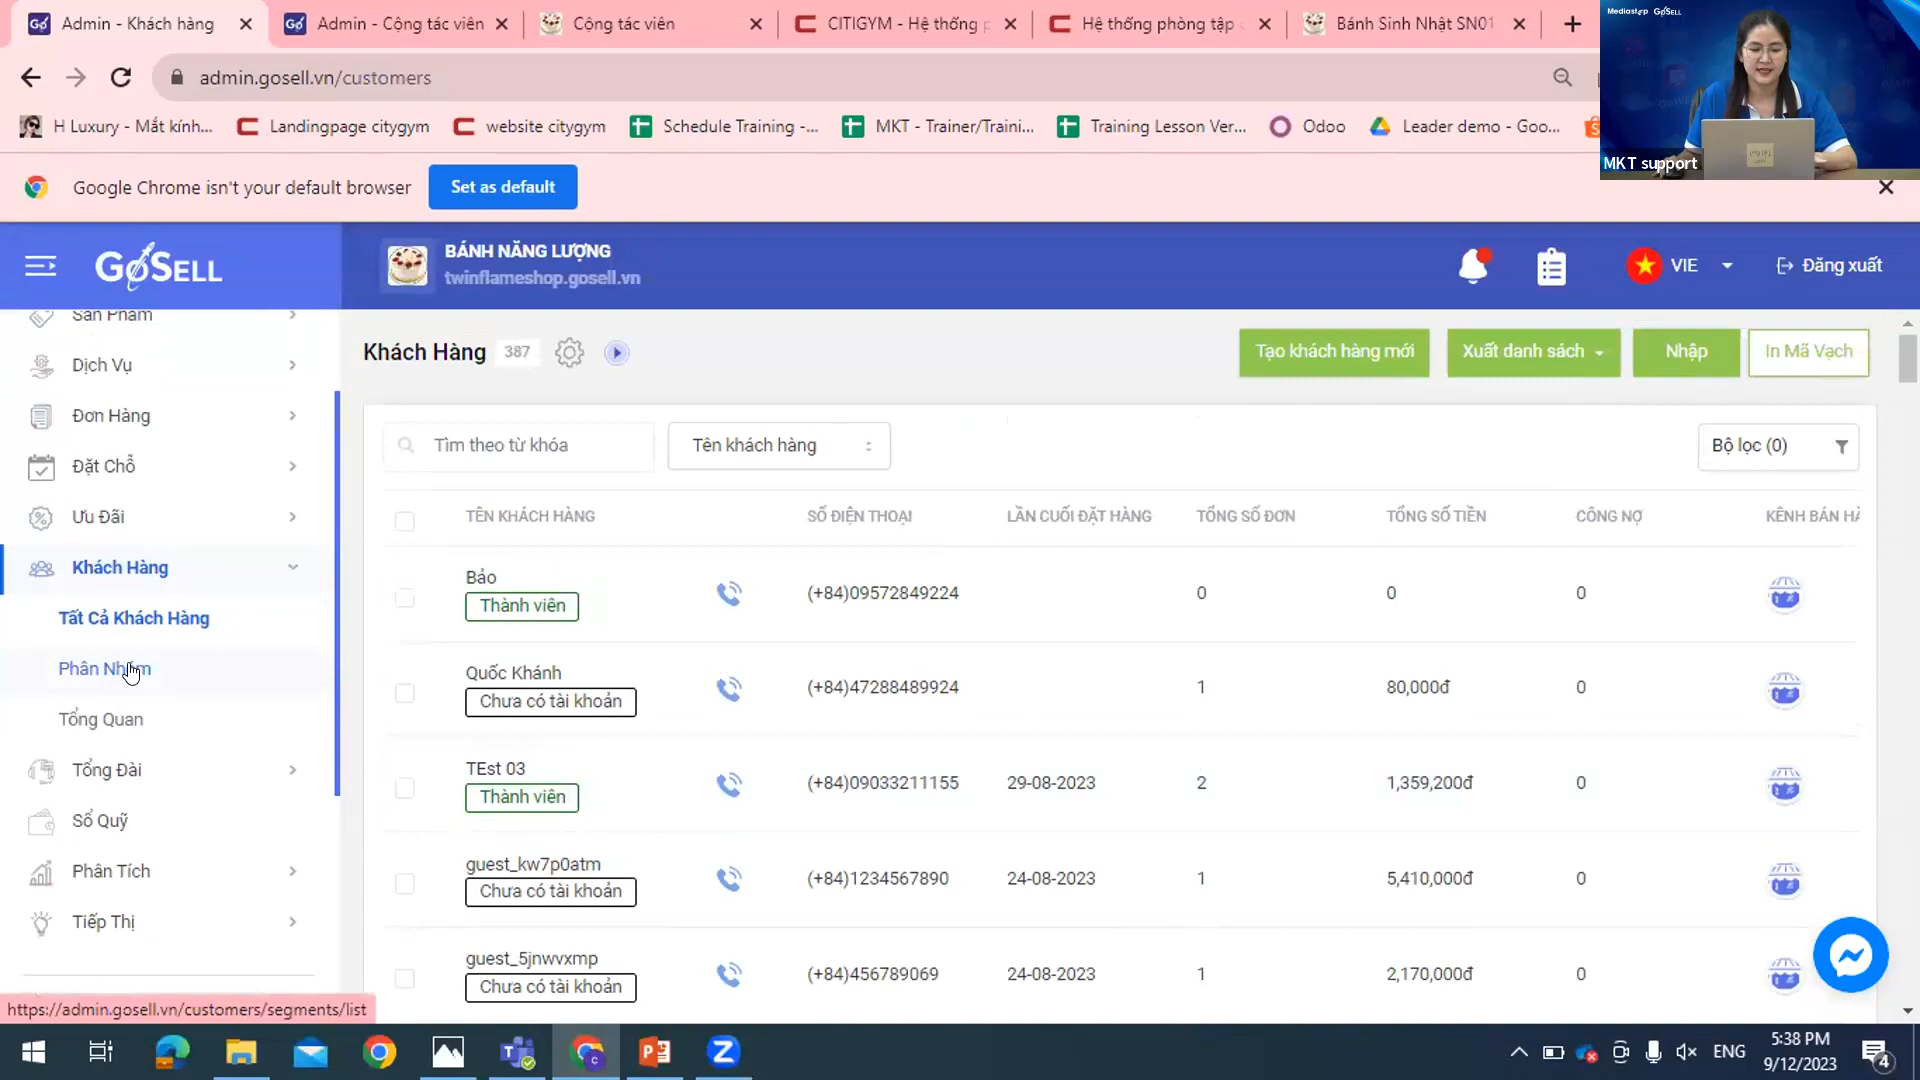 Admin - Khách hàng
Admin - Cộng tác viên
Cộng tác viên
CITIGYM - Hệ thống p
Hệ thống phòng tập
Bánh Sinh Nhật SN01
Mediastep GoSELL
admin.gosell.vn/customers
H Luxury - Mắt kính...
Landingpage citygym
website citygym
Schedule Training -...
MKT - Trainer/Traini...
Training Lesson Ver...
Odoo
Leader demo - Goo...
MKT support
Google Chrome isn't your default browser
Set as default
GoSELL
BÁNH NĂNG LƯỢNG
twinflameshop.gosell.vn
VIE
Đăng xuất
Sản Phẩm
Dịch Vụ
Đơn Hàng
Đặt Chỗ
Ưu Đãi
Khách Hàng
Tất Cả Khách Hàng
Phân Nhóm
Tổng Quan
Tổng Đài
Sổ Quỹ
Phân Tích
Tiếp Thị
Khách Hàng 387
Tạo khách hàng mới
Xuất danh sách
Nhập
In Mã Vạch
Tìm theo từ khóa
Tên khách hàng
Bộ lọc (0)
TÊN KHÁCH HÀNG SỐ ĐIỆN THOẠI LẦN CUỐI ĐẶT HÀNG TỔNG SỐ ĐƠN TỔNG SỐ TIỀN CÔNG NỢ KÊNH BÁN HÀ
Bảo
Thành viên
(+84)09572849224 0 0 0
Quốc Khánh
Chưa có tài khoản
(+84)47288489924 1 80,000đ 0
TEst 03
Thành viên
(+84)09033211155 29-08-2023 2 1,359,200đ 0
guest_kw7p0atm
Chưa có tài khoản
(+84)1234567890 24-08-2023 1 5,410,000đ 0
guest_5jnwvxmp
Chưa có tài khoản
(+84)456789069 24-08-2023 1 2,170,000đ 0
https://admin.gosell.vn/customers/segments/list
ENG
5:38 PM
9/12/2023
4